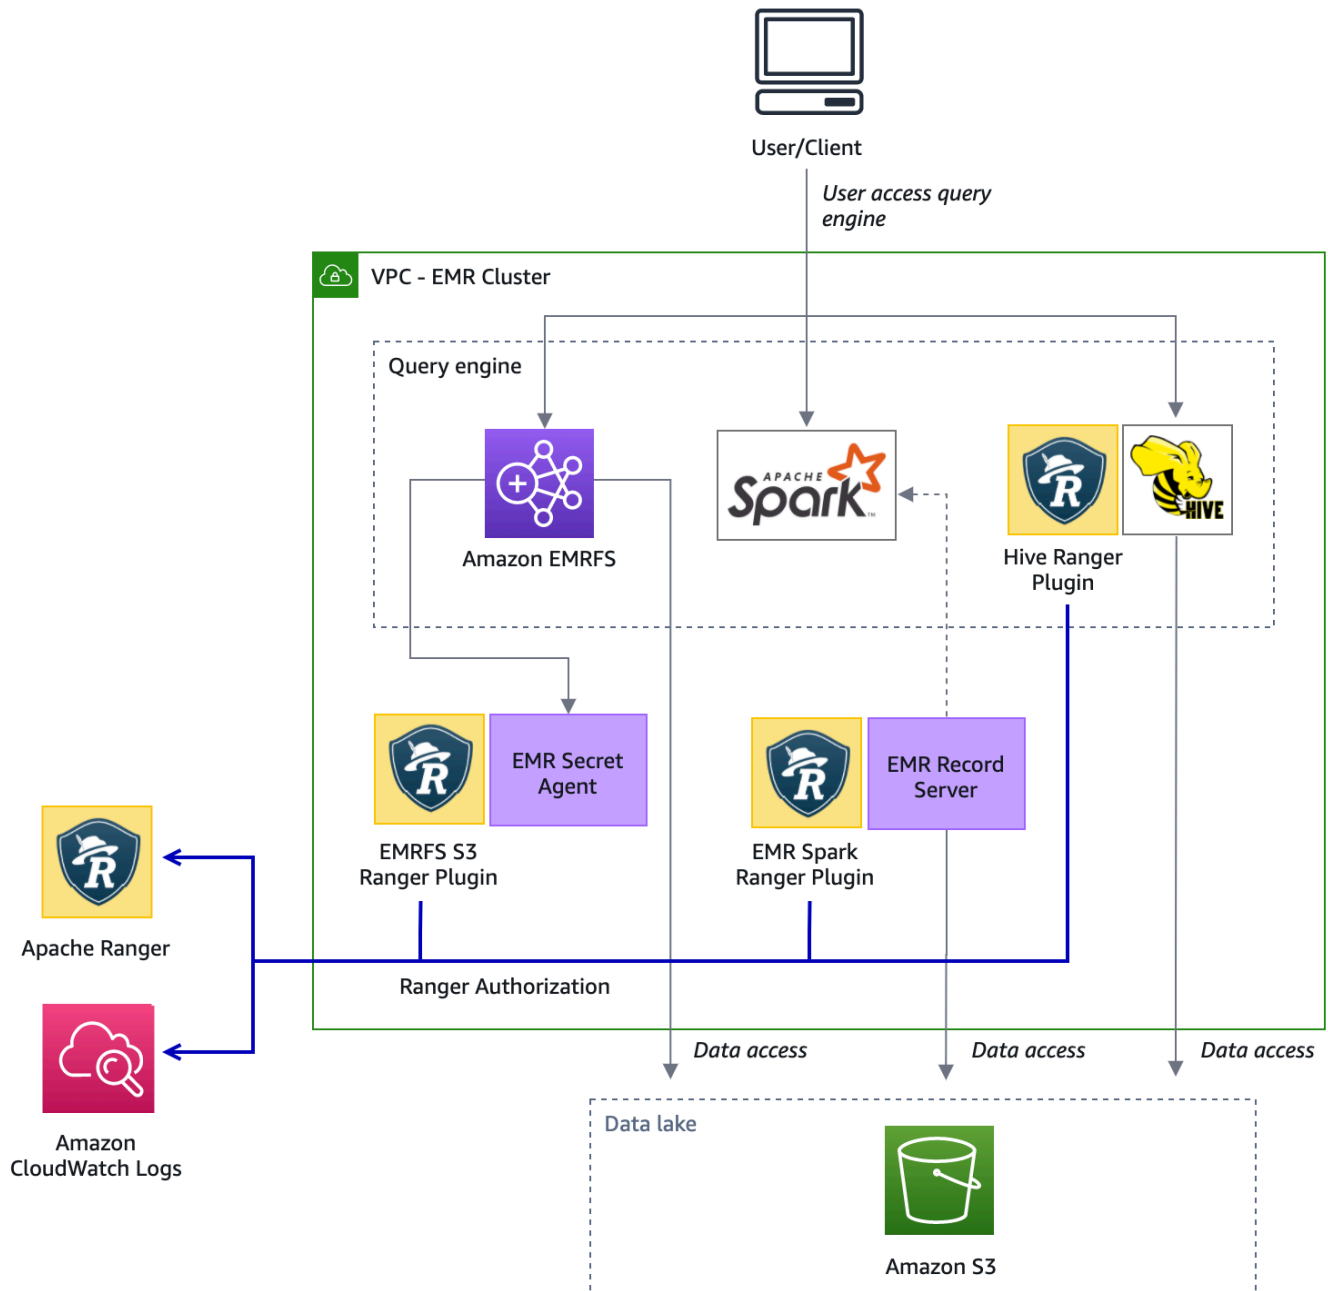 User/Client
User access query
engine
VPC - EMR Cluster
Query engine
Amazon EMRFS
APACHE
Spark™
R
HIVE
Hive Ranger
Plugin
R
EMR Secret
Agent
EMRFS S3
Ranger Plugin
R
EMR Record
Server
EMR Spark
Ranger Plugin
R
Apache Ranger
Ranger Authorization
Data access
Data access
Data access
Amazon
CloudWatch Logs
Data lake
Amazon S3